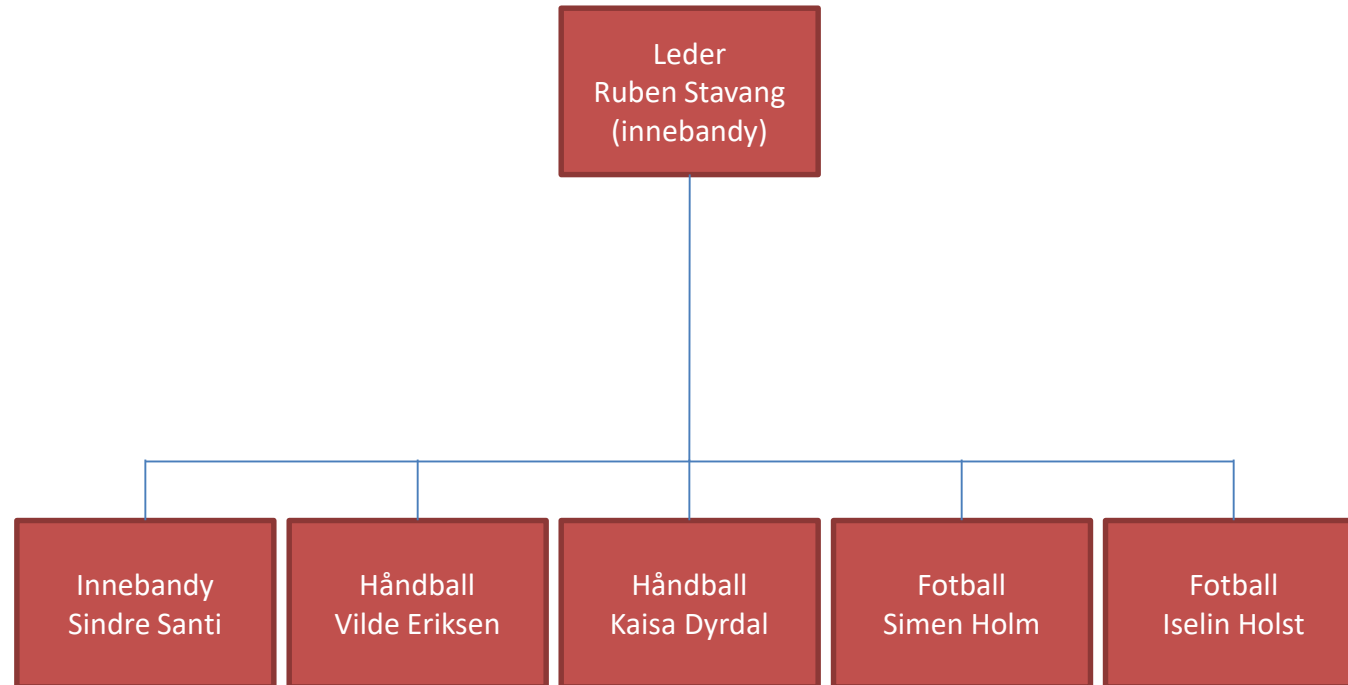 Leder
Ruben Stavang
(innebandy)
Innebandy
Sindre Santi
Håndball
Vilde Eriksen
Håndball
Kaisa Dyrdal
Fotball
Simen Holm
Fotball
Iselin Holst